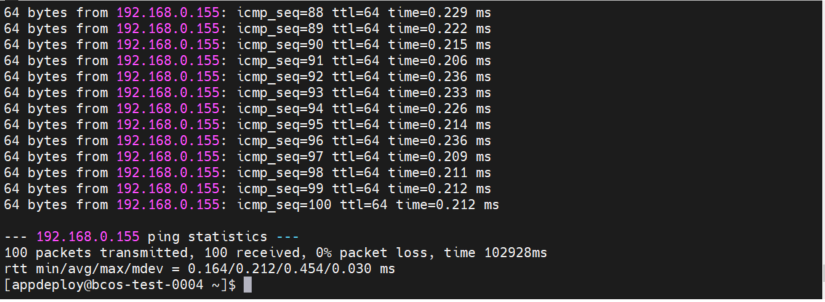 64 bytes from 192.168.0.155: icmp_seq=88 ttl=64 time=0.229 ms
64 bytes from 192.168.0.155: icmp_seq=89 ttl=64 time=0.222 ms
64 bytes from 192.168.0.155: icmp_seq=90 ttl=64 time=0.215 ms
64 bytes from 192.168.0.155: icmp_seq=91 ttl=64 time=0.206 ms
64 bytes from 192.168.0.155: icmp_seq=92 ttl=64 time=0.236 ms
64 bytes from 192.168.0.155: icmp_seq=93 ttl=64 time=0.233 ms
64 bytes from 192.168.0.155: icmp_seq=94 ttl=64 time=0.226 ms
64 bytes from 192.168.0.155: icmp_seq=95 ttl=64 time=0.214 ms
64 bytes from 192.168.0.155: icmp_seq=96 ttl=64 time=0.236 ms
64 bytes from 192.168.0.155: icmp_seq=97 ttl=64 time=0.209 ms
64 bytes from 192.168.0.155: icmp_seq=98 ttl=64 time=0.211 ms
64 bytes from 192.168.0.155: icmp_seq=99 ttl=64 time=0.212 ms
64 bytes from 192.168.0.155: icmp_seq=100 ttl=64 time=0.212 ms
--- 192.168.0.155 ping statistics ---
100 packets transmitted, 100 received, 0% packet loss, time 102928ms
rtt min/avg/max/mdev = 0.164/0.212/0.454/0.030 ms
[appdeploy@bcos-test-0004 ~]$